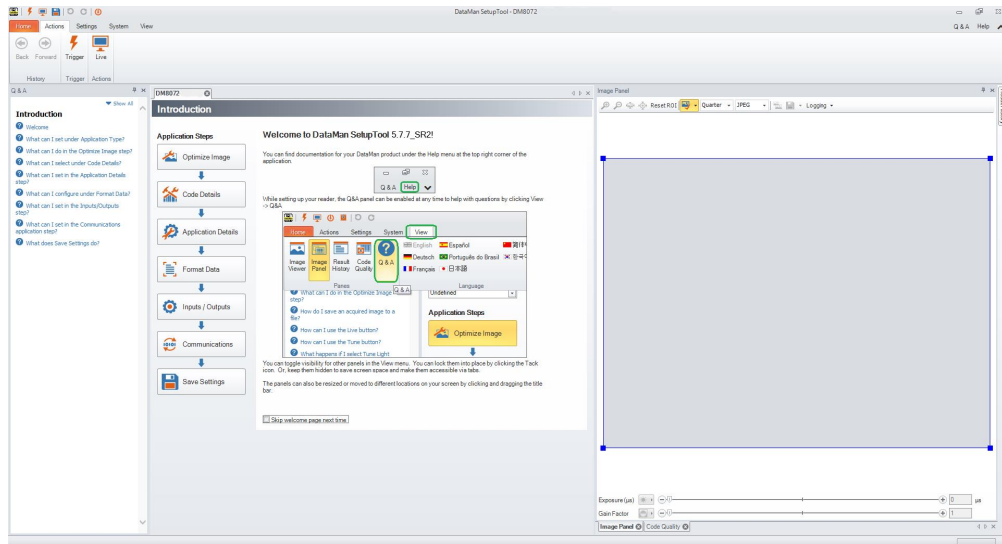 DataMan SetupTool - DM8072
Home Actions Settings System View
Q & A Help
Back Forward Trigger Live
History Trigger Actions
Q & A
Show All
Introduction
Welcome
What can I set under Application Type?
What can I do in the Optimize Image step?
What can I select under Code Details?
What can I set in the Application Details
step?
What can I configure under Format Data?
What can I set in the Inputs/Outputs
step?
What can I set in the Communications
application step?
What does Save Settings do?
DM8072
Introduction
Application Steps
Optimize Image
Code Details
Application Details
Format Data
Inputs / Outputs
Communications
Save Settings
Welcome to DataMan SetupTool 5.7.7_SR2!
You can find documentation for your DataMan product under the Help menu at the top right corner of the
application.
Q & A Help
While setting up your reader, the Q&A panel can be enabled at any time to help with questions by clicking View
-> Q&A
Home Actions Settings System View
Image Viewer
Image Panel
Result History
Code Quality
Q & A
English Español
Deutsch Português do Brasil
Français 日本語
Panes Language
What can I do in the Optimize Image
step?
Q & A
Undefined
How do I save an acquired image to a
file?
How can I use the Live button?
How can I use the Tune button?
What happens if I select Tune Light
Application Steps
Optimize Image
You can toggle visibility for other panels in the View menu. You can lock them into place by clicking the Tack
icon. Or, keep them hidden to save screen space and make them accessible via tabs.
The panels can also be resized or moved to different locations on your screen by clicking and dragging the title
bar.
Skip welcome page next time
Image Panel
Reset ROI Quarter JPEG Logging
Exposure (µs) 0 µs
Gain Factor 1
Image Panel Code Quality